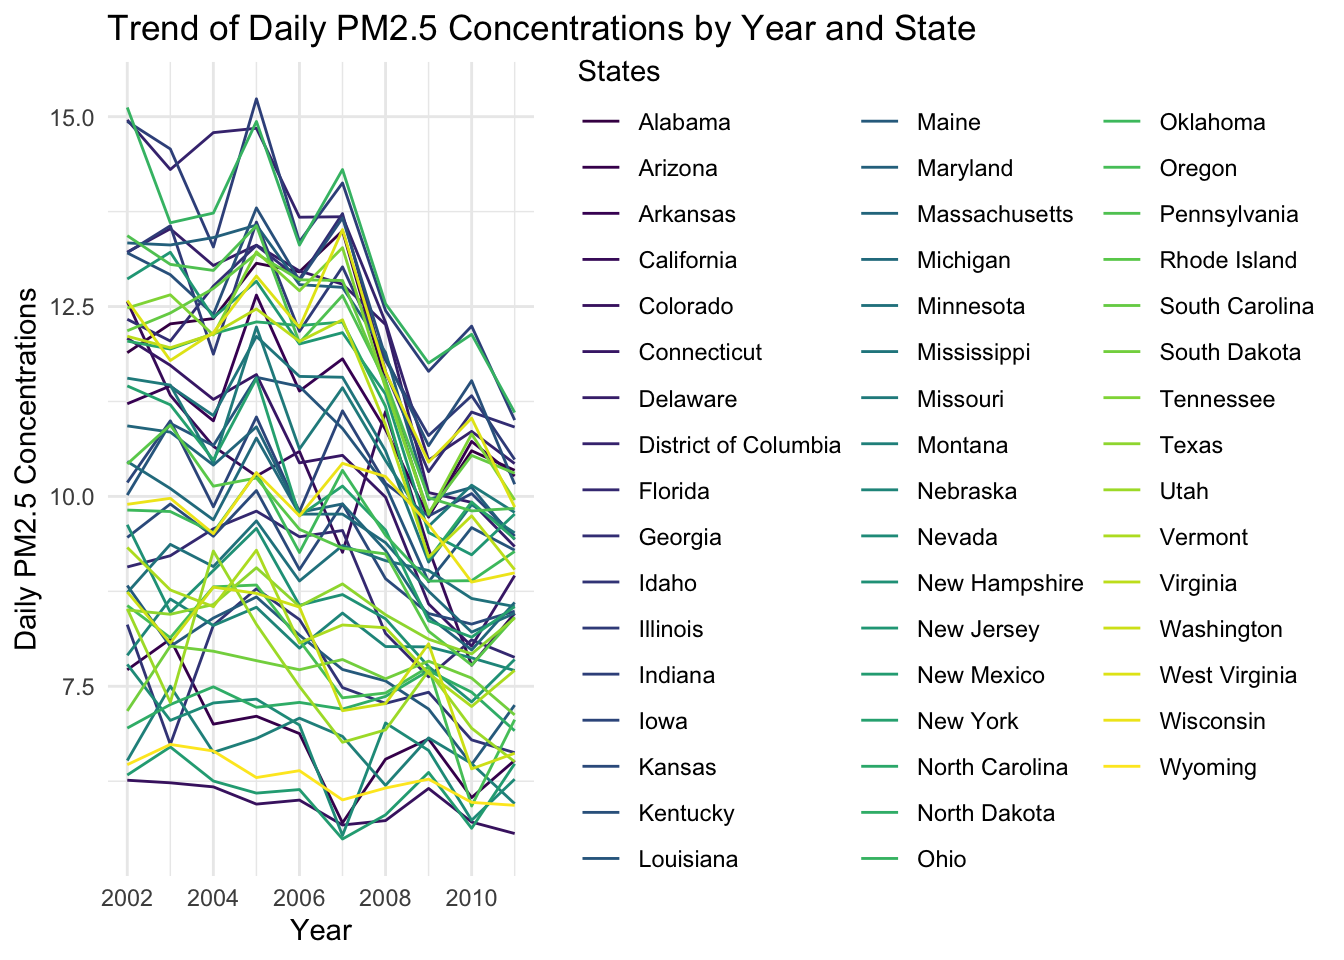 Trend of Daily PM2.5 Concentrations by Year and State
Daily PM2.5 Concentrations
15.0
12.5
10.0
7.5
2002 2004 2006 2008 2010
Year
States
Alabama
Arizona
Arkansas
California
Colorado
Connecticut
Delaware
District of Columbia
Florida
Georgia
Idaho
Illinois
Indiana
Iowa
Kansas
Kentucky
Louisiana
Maine
Maryland
Massachusetts
Michigan
Minnesota
Mississippi
Missouri
Montana
Nebraska
Nevada
New Hampshire
New Jersey
New Mexico
New York
North Carolina
North Dakota
Ohio
Oklahoma
Oregon
Pennsylvania
Rhode Island
South Carolina
South Dakota
Tennessee
Texas
Utah
Vermont
Virginia
Washington
West Virginia
Wisconsin
Wyoming